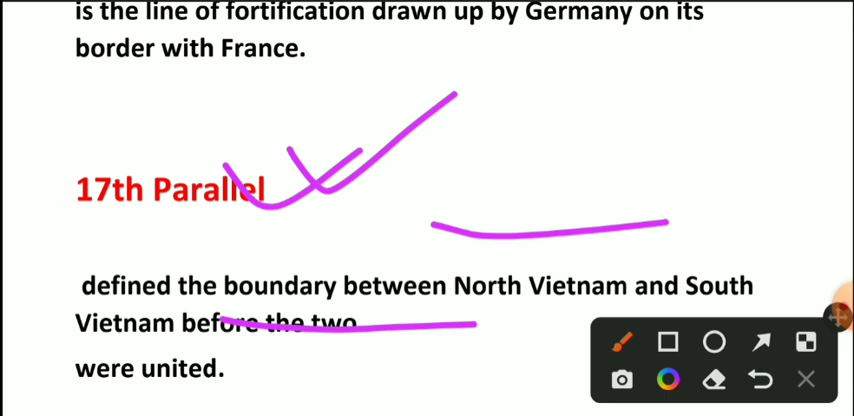 is the line of fortification drawn up by Germany on its
border with France.
17th Parallel
defined the boundary between North Vietnam and South
Vietnam before the two
were united.